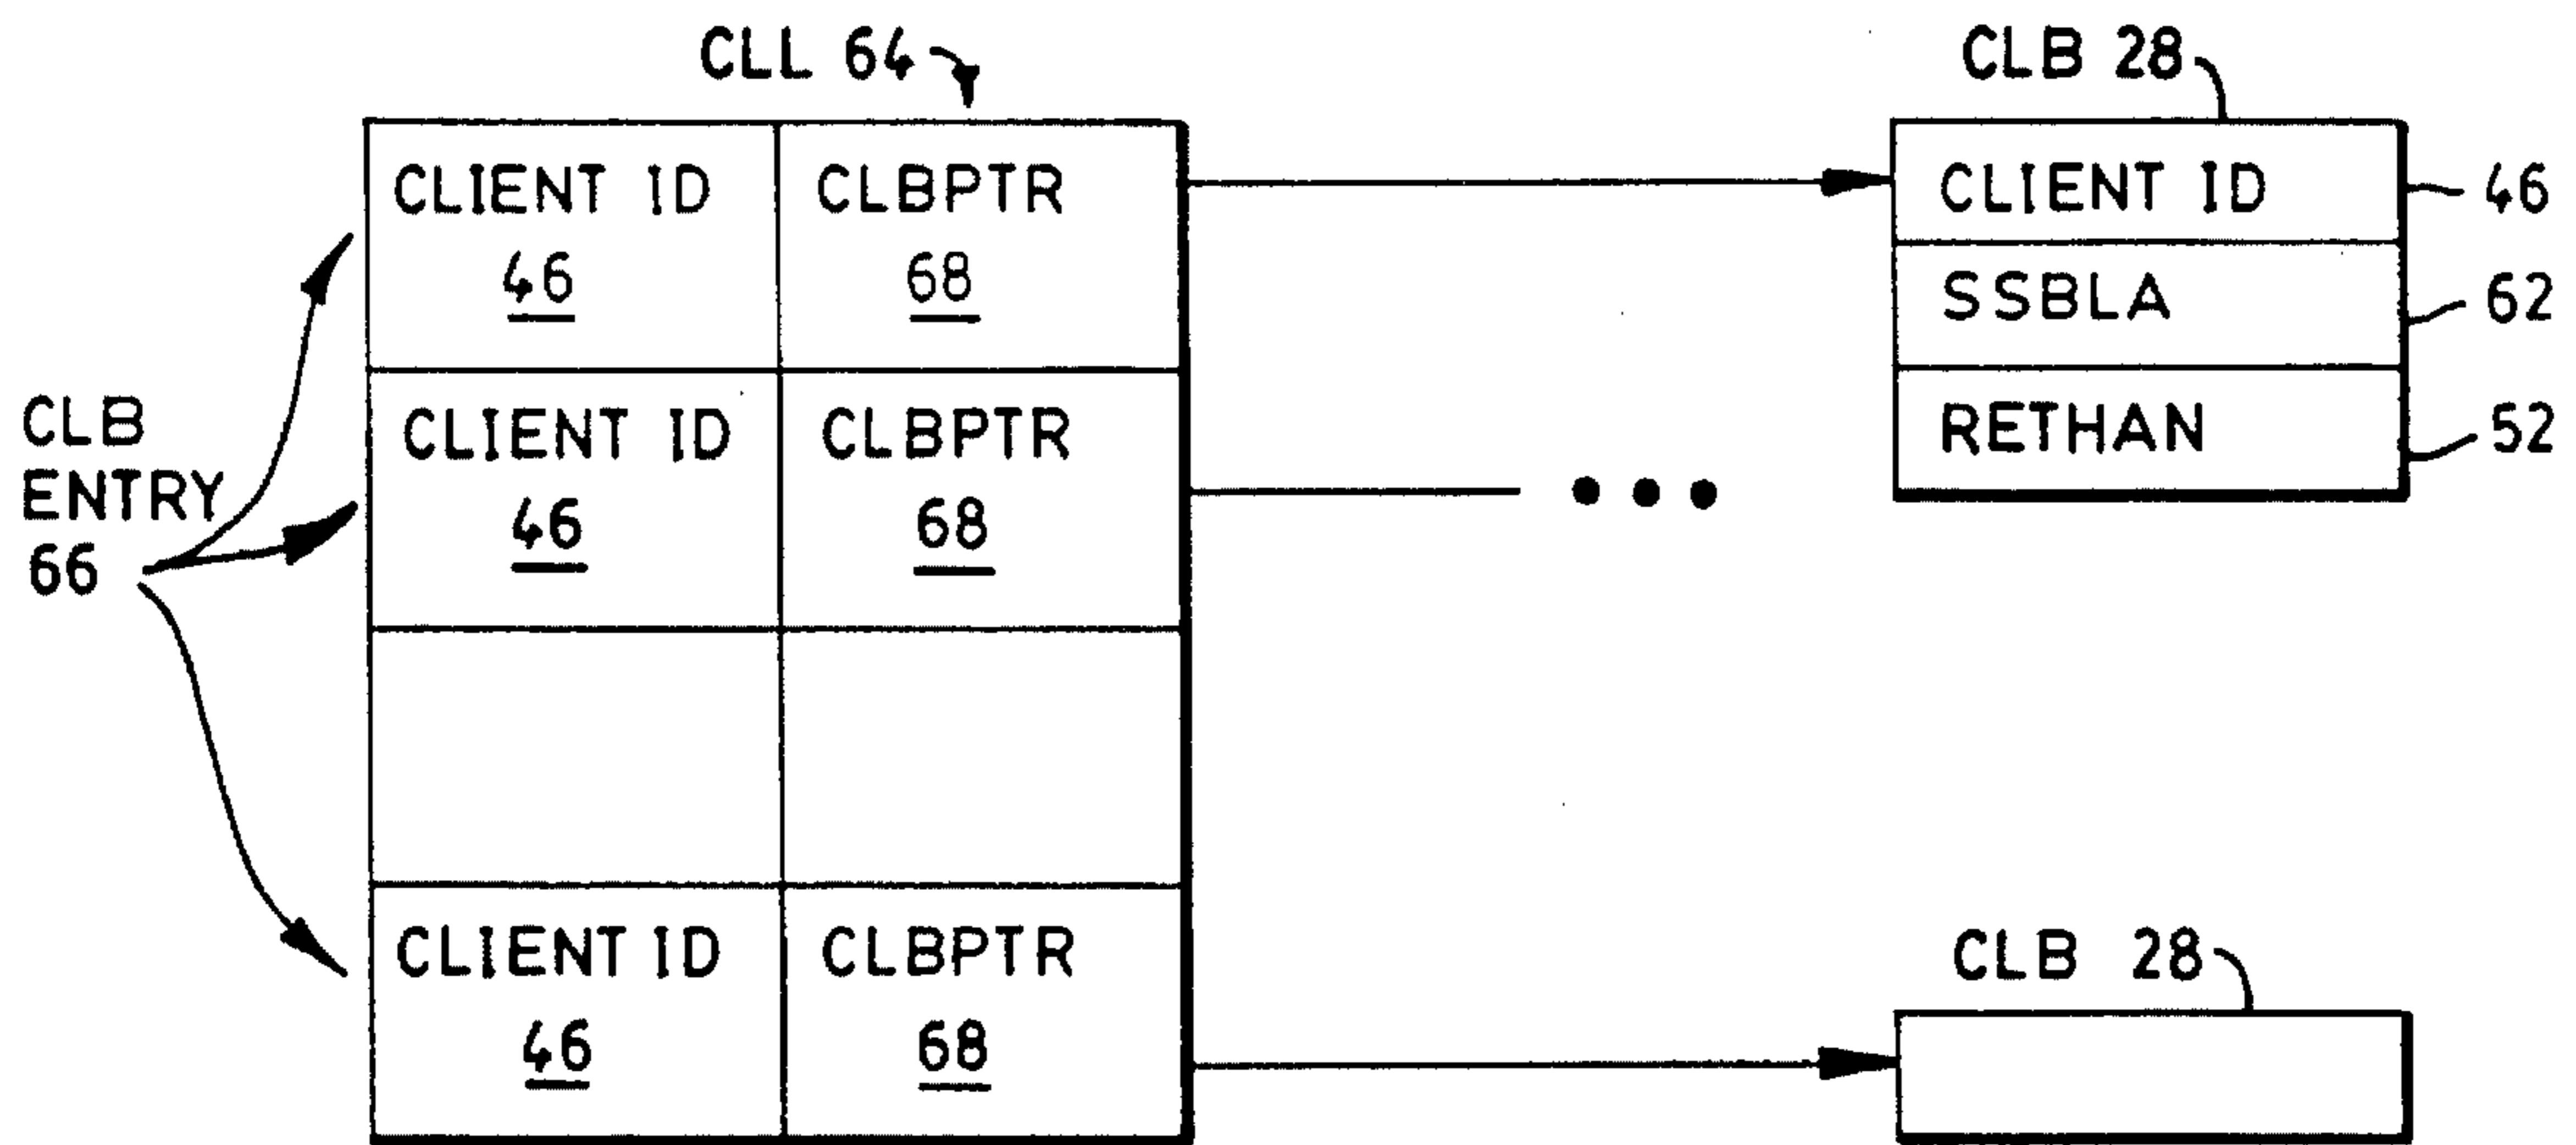 CLL 64
CLB 28
CLIENT ID
46
CLBPTR
68
CLIENT ID
46
SSBLA
62
RETHAN
52
CLB
ENTRY
66
CLIENT ID
46
CLBPTR
68
CLIENT ID
46
CLBPTR
68
CLB 28